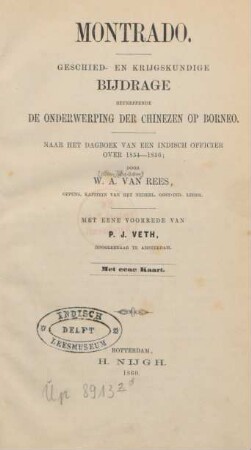 MONTRADO.
GESCHIED- EN KRIJGSKUNDIGE
BIJDRAGE
BETREFFENDE
DE ONDERWERPING DER CHINEZEN OP BORNEO.
NAAR HET DAGBOEK VAN EEN INDISCH OFFICIER
OVER 1854—1856;
DOOR
W. A. VAN REES,
GEPENS. KAPITEIN VAN HET NEDERL. OOSTIND. LEGER.
MET EENE VOORREDE VAN
P. J. VETH,
HOOGLEERAAR TE AMSTERDAM.
Met eene Kaart.
INDISCH
DELFT
LEESMUSEUM
ROTTERDAM,
H. NIJGH.